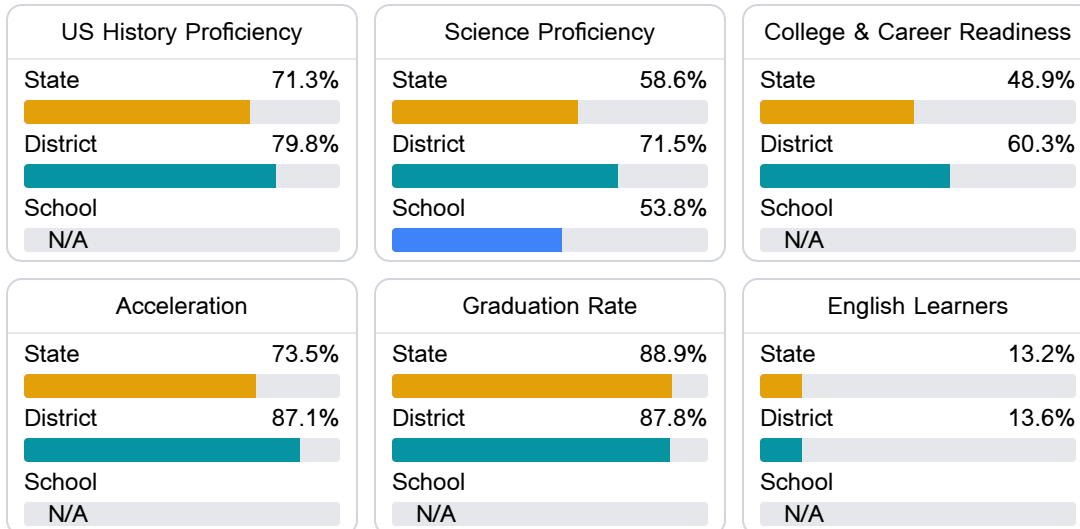 US History Proficiency
State 71.3%
District 79.8%
School
N/A
Science Proficiency
State 58.6%
District 71.5%
School 53.8%
College & Career Readiness
State 48.9%
District 60.3%
School
N/A
Acceleration
State 73.5%
District 87.1%
School
N/A
Graduation Rate
State 88.9%
District 87.8%
School
N/A
English Learners
State 13.2%
District 13.6%
School
N/A